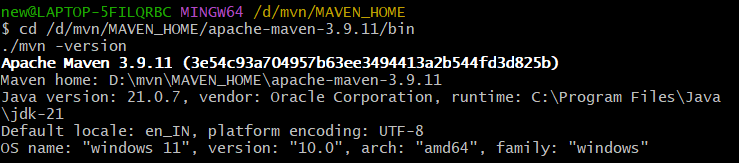 new@LAPTOP-5FILQRBC MINGW64 /d/mvn/MAVEN_HOME
$ cd /d/mvn/MAVEN_HOME/apache-maven-3.9.11/bin
./mvn -version
Apache Maven 3.9.11 (3e54c93a704957b63ee3494413a2b544fd3d825b)
Maven home: D:\mvn\MAVEN_HOME\apache-maven-3.9.11
Java version: 21.0.7, vendor: Oracle Corporation, runtime: C:\Program Files\Java
\jdk-21
Default locale: en_IN, platform encoding: UTF-8
OS name: "windows 11", version: "10.0", arch: "amd64", family: "windows"